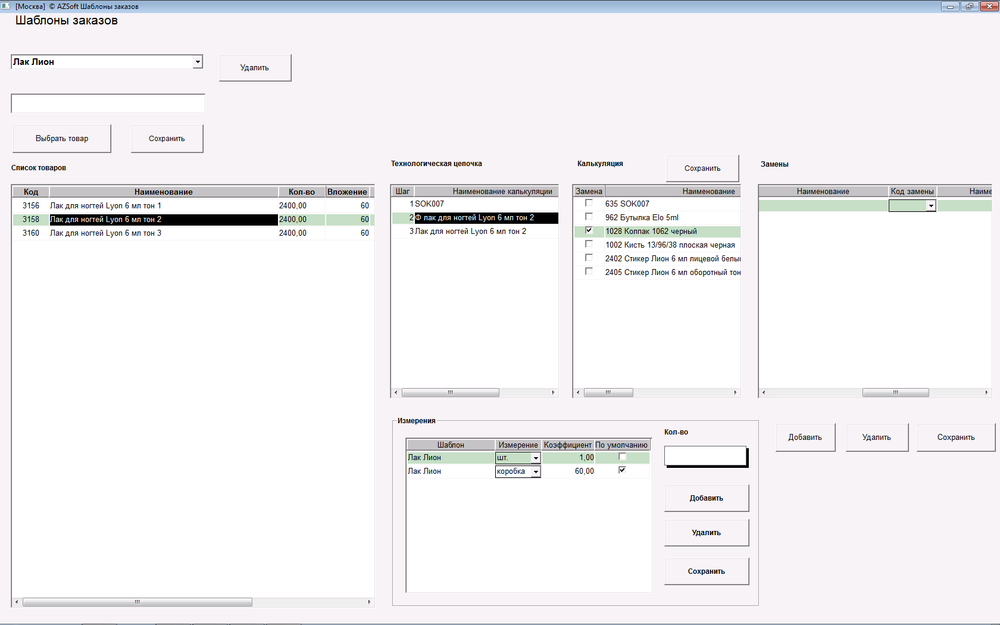 [Москва] © AZSoft Шаблоны заказов
Шаблоны заказов
Лак Лион
Удалить
Выбрать товар
Сохранить
Список товаров
Код Наименование Кол-во Вложение
3156 Лак для ногтей Lyon 6 мл тон 1 2400,00 60
3158 Лак для ногтей Lyon 6 мл тон 2 2400,00 60
3160 Лак для ногтей Lyon 6 мл тон 3 2400,00 60
Технологическая цепочка
Шаг Наименование калькуляции
1 SOK007
2 Ф лак для ногтей Lyon 6 мл тон 2
3 Лак для ногтей Lyon 6 мл тон 2
Калькуляция
Сохранить
Замена Наименование
635 SOK007
962 Бутылка Elo 5ml
1028 Колпак 1062 черный
1002 Кисть 13/96/38 плоская черная
2402 Стикер Лион 6 мл лицевой белы
2405 Стикер Лион 6 мл оборотный тон
Замены
Наименование Код замены Наиме
Измерения
Шаблон Измерение Коэффициент По умолчанию
Лак Лион шт. 1,00
Лак Лион коробка 60,00
Кол-во
Добавить
Удалить
Сохранить
Добавить
Удалить
Сохранить